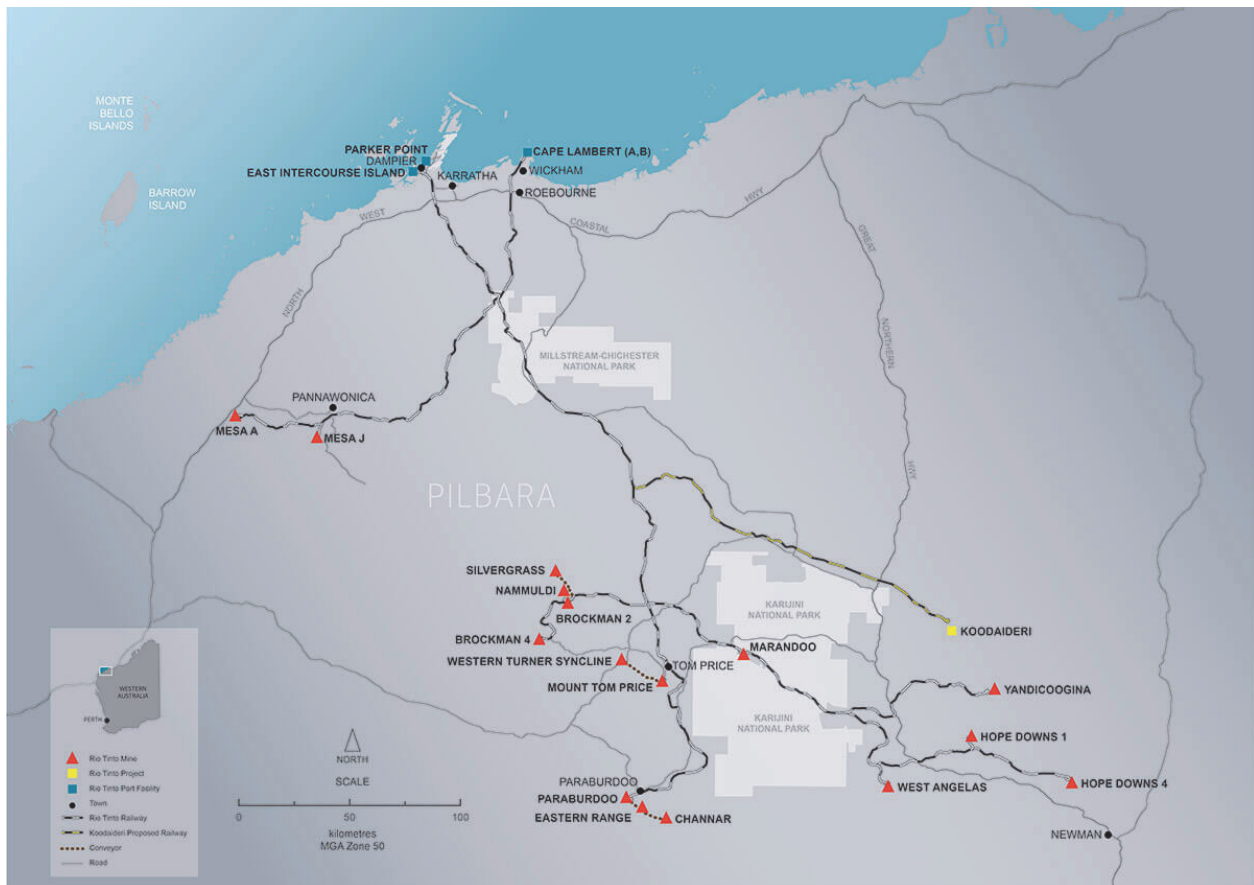 MONTE
BELLO
ISLANDS
BARROW
ISLAND
PARKER POINT
DAMPIER
EAST INTERCOURSE ISLAND
KARRATHA
CAPE LAMBERT (A,B)
WICKHAM
ROEBOURNE
NORTH
WEST
COASTAL
HWY
GREAT
NORTHERN
HWY
MILLSTREAM-CHICHESTER
NATIONAL PARK
PANNAWONICA
MESA A
MESA J
PILBARA
SILVERGRASS
NAMMULDI
BROCKMAN 2
BROCKMAN 4
WESTERN TURNER SYNCLINE
MOUNT TOM PRICE
TOM PRICE
KARIJINI
NATIONAL PARK
MARANDOO
KARIJINI
NATIONAL PARK
KOODAIDERI
YANDICOOGINA
HOPE DOWNS 1
HOPE DOWNS 4
WEST ANGELAS
NEWMAN
PARABURDOO
PARABURDOO
EASTERN RANGE
CHANNAR
WESTERN
AUSTRALIA
PERTH
Rio Tinto Mine
Rio Tinto Project
Rio Tinto Port Facility
Town
Rio Tinto Railway
Koodaideri Proposed Railway
Conveyor
Road
NORTH
SCALE
0 50 100
kilometres
MGA Zone 50